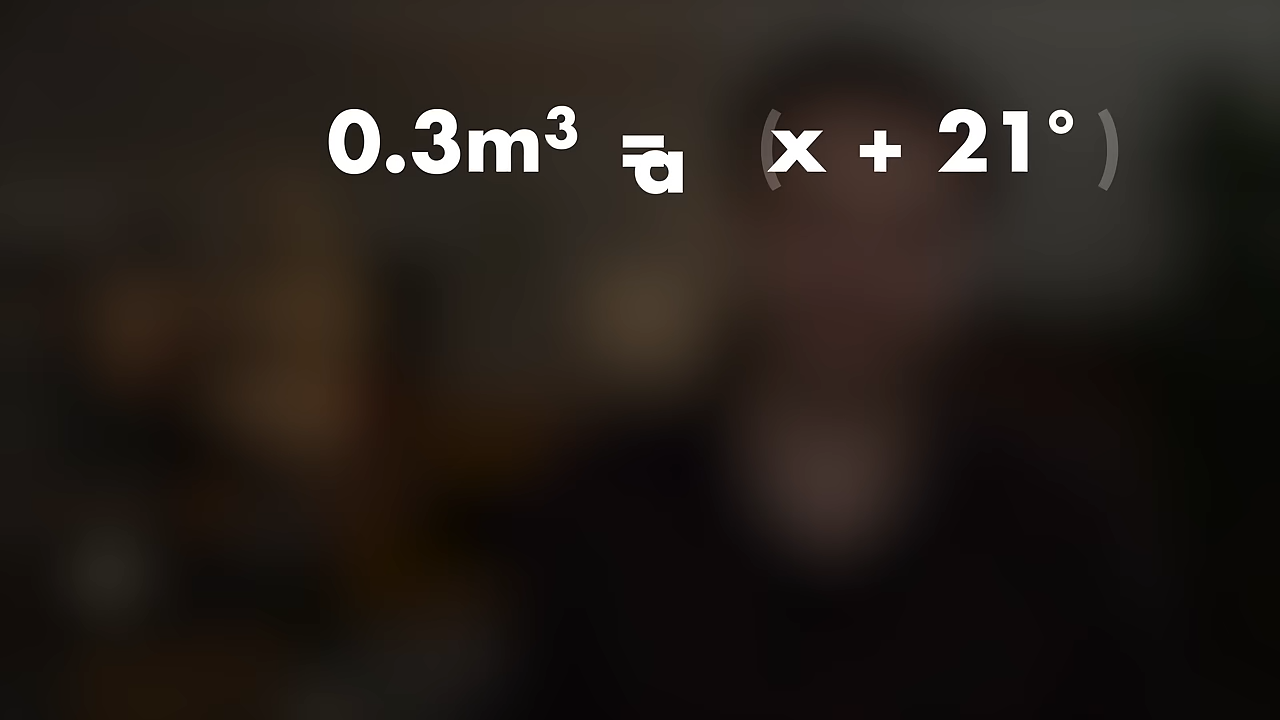 0.3m³ = a (x + 21°)